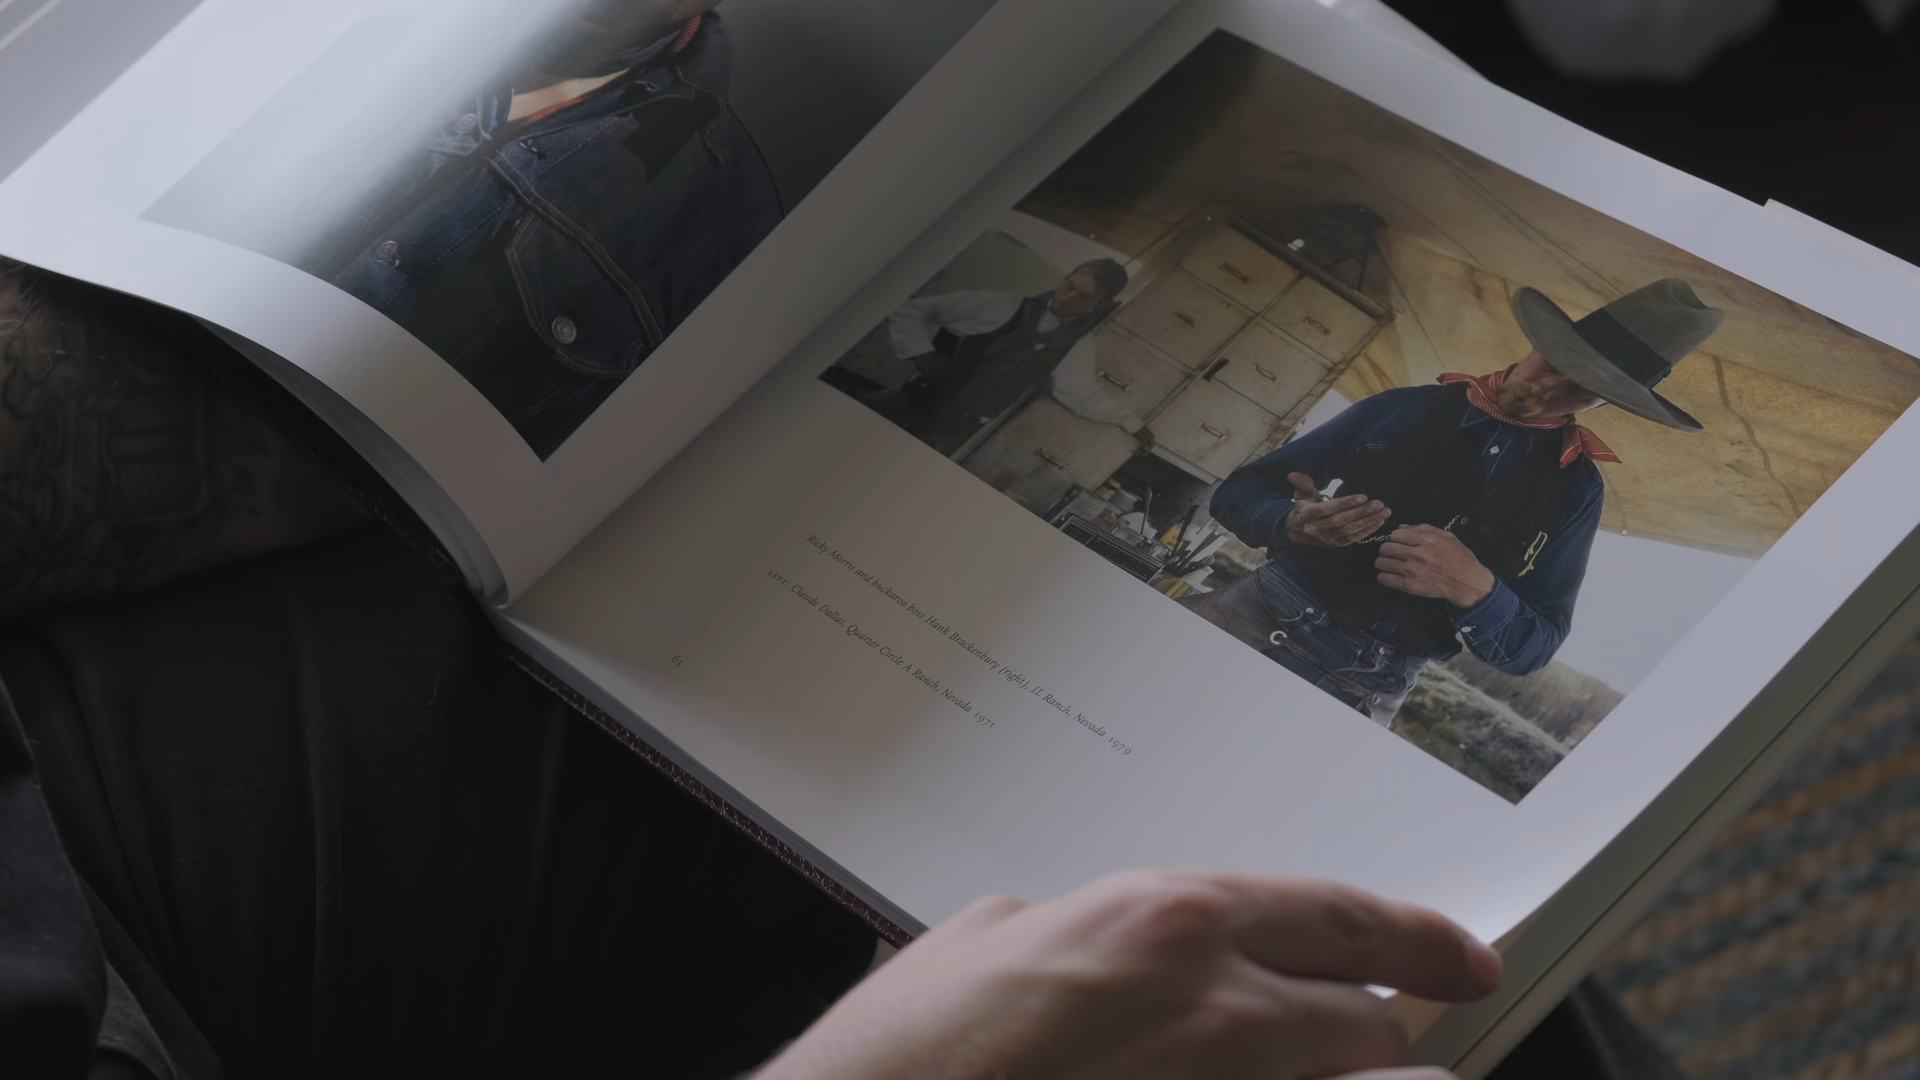 Ricky Morris and buckaroo boss Hank Brackenbury (right), IL Ranch, Nevada 1979
LEFT: Claude Dallas, Quarter Circle A Ranch, Nevada 1971
65